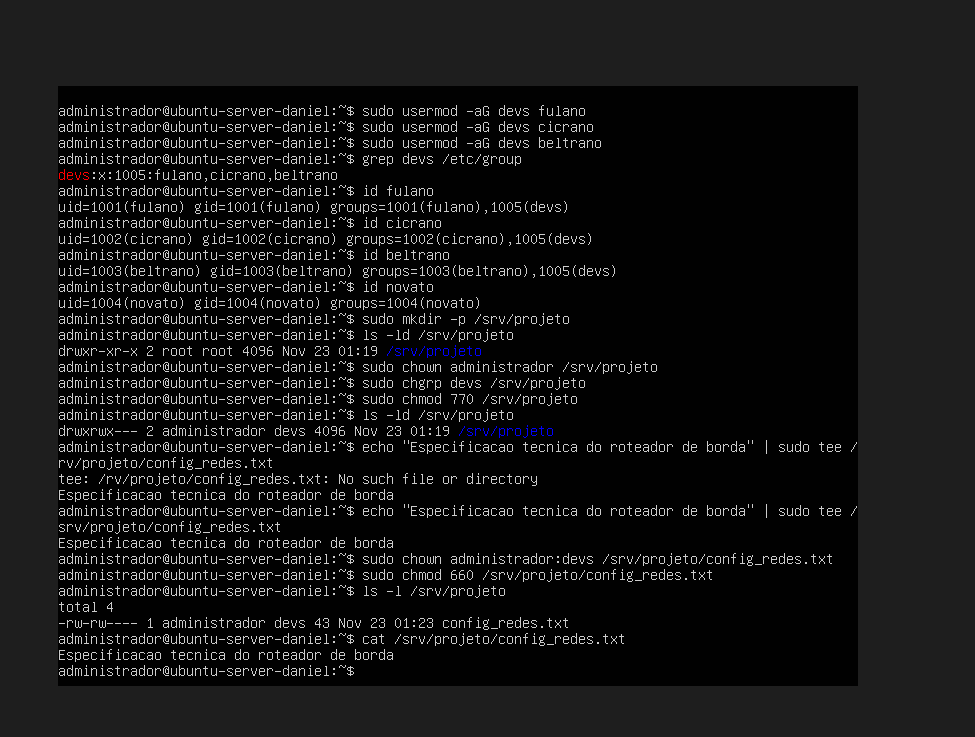 administrador@ubuntu-server-daniel:~$ sudo usermod -aG devs fulano
administrador@ubuntu-server-daniel:~$ sudo usermod -aG devs cicrano
administrador@ubuntu-server-daniel:~$ sudo usermod -aG devs beltrano
administrador@ubuntu-server-daniel:~$ grep devs /etc/group
devs:x:1005:fulano,cicrano,beltrano
administrador@ubuntu-server-daniel:~$ id fulano
uid=1001(fulano) gid=1001(fulano) groups=1001(fulano),1005(devs)
administrador@ubuntu-server-daniel:~$ id cicrano
uid=1002(cicrano) gid=1002(cicrano) groups=1002(cicrano),1005(devs)
administrador@ubuntu-server-daniel:~$ id beltrano
uid=1003(beltrano) gid=1003(beltrano) groups=1003(beltrano),1005(devs)
administrador@ubuntu-server-daniel:~$ id novato
uid=1004(novato) gid=1004(novato) groups=1004(novato)
administrador@ubuntu-server-daniel:~$ sudo mkdir -p /srv/projeto
administrador@ubuntu-server-daniel:~$ ls -ld /srv/projeto
drwxr-xr-x 2 root root 4096 Nov 23 01:19 /srv/projeto
administrador@ubuntu-server-daniel:~$ sudo chown administrador /srv/projeto
administrador@ubuntu-server-daniel:~$ sudo chgrp devs /srv/projeto
administrador@ubuntu-server-daniel:~$ sudo chmod 770 /srv/projeto
administrador@ubuntu-server-daniel:~$ ls -ld /srv/projeto
drwxrwx--- 2 administrador devs 4096 Nov 23 01:19 /srv/projeto
administrador@ubuntu-server-daniel:~$ echo "Especificacao tecnica do roteador de borda" | sudo tee /
rv/projeto/config_redes.txt
tee: /rv/projeto/config_redes.txt: No such file or directory
Especificacao tecnica do roteador de borda
administrador@ubuntu-server-daniel:~$ echo "Especificacao tecnica do roteador de borda" | sudo tee /
srv/projeto/config_redes.txt
Especificacao tecnica do roteador de borda
administrador@ubuntu-server-daniel:~$ sudo chown administrador:devs /srv/projeto/config_redes.txt
administrador@ubuntu-server-daniel:~$ sudo chmod 660 /srv/projeto/config_redes.txt
administrador@ubuntu-server-daniel:~$ ls -l /srv/projeto
total 4
-rw-rw---- 1 administrador devs 43 Nov 23 01:23 config_redes.txt
administrador@ubuntu-server-daniel:~$ cat /srv/projeto/config_redes.txt
Especificacao tecnica do roteador de borda
administrador@ubuntu-server-daniel:~$